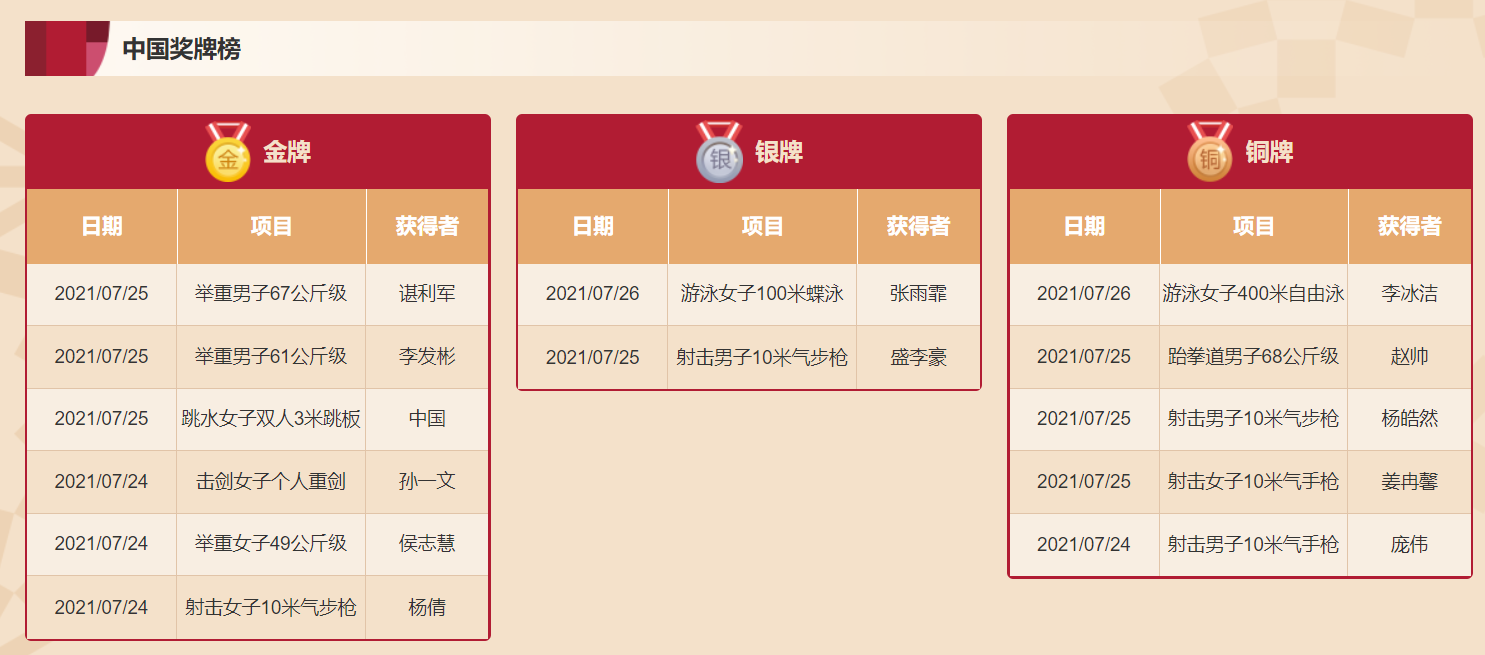 中国奖牌榜
金 金牌
日期 项目 获得者
2021/07/25 举重男子67公斤级 谌利军
2021/07/25 举重男子61公斤级 李发彬
2021/07/25 跳水女子双人3米跳板 中国
2021/07/24 击剑女子个人重剑 孙一文
2021/07/24 举重女子49公斤级 侯志慧
2021/07/24 射击女子10米气步枪 杨倩
银 银牌
日期 项目 获得者
2021/07/26 游泳女子100米蝶泳 张雨霏
2021/07/25 射击男子10米气步枪 盛李豪
铜 铜牌
日期 项目 获得者
2021/07/26 游泳女子400米自由泳 李冰洁
2021/07/25 跆拳道男子68公斤级 赵帅
2021/07/25 射击男子10米气步枪 杨皓然
2021/07/25 射击女子10米气手枪 姜冉馨
2021/07/24 射击男子10米气手枪 庞伟